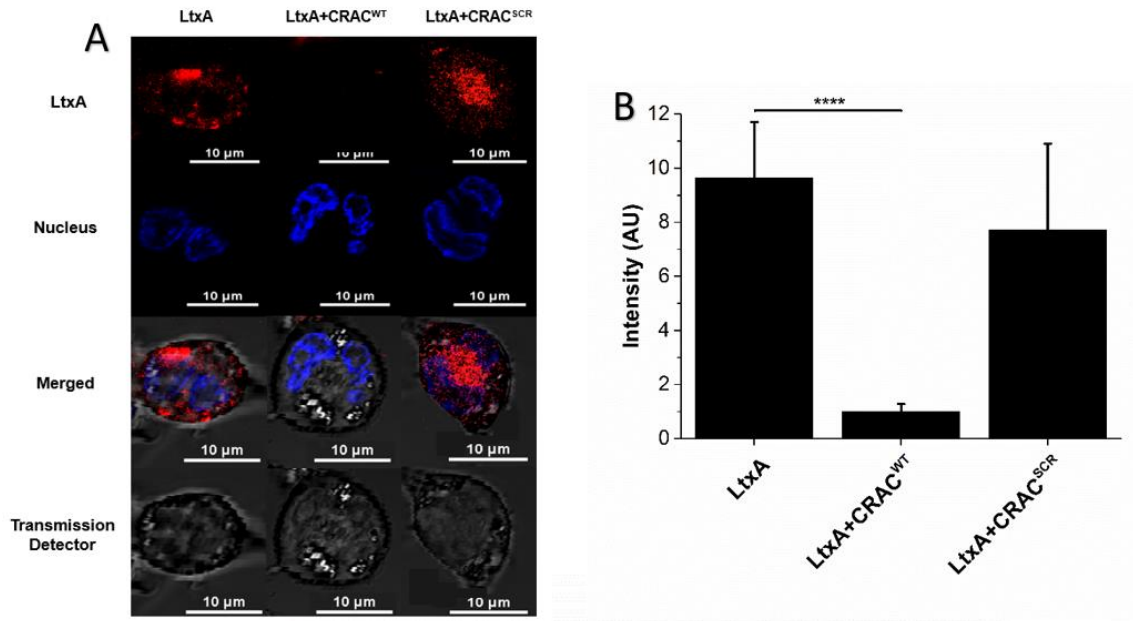 A
LtxA LtxA+CRACᵂᵀ LtxA+CRACˢᶜᴿ
LtxA
10 µm 10 µm 10 µm
Nucleus
10 µm 10 µm 10 µm
Merged
10 µm 10 µm 10 µm
Transmission
Detector
10 µm 10 µm 10 µm
B
****
Intensity (AU)
12
10
8
6
4
2
0
LtxA
LtxA+CRACᵂᵀ
LtxA+CRACˢᶜᴿ